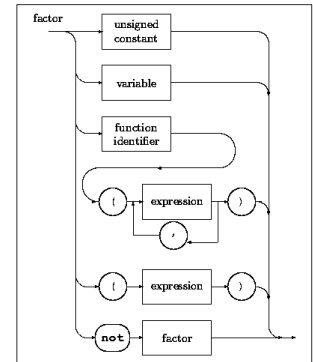 factor
unsigned
constant
variable
function
identifier
( expression )
,
( expression )
not factor